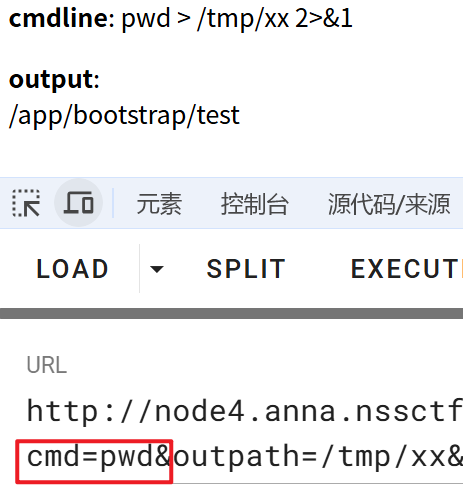 cmdline: pwd > /tmp/xx 2>&1
output:
/app/bootstrap/test
元素 控制台 源代码/来源
LOAD SPLIT EXECUTI
URL
http://node4.anna.nssctf
cmd=pwd&outpath=/tmp/xx&